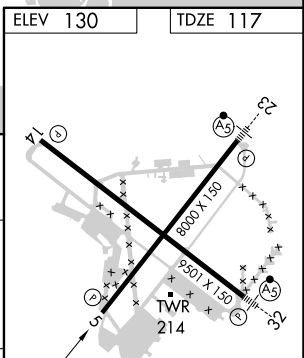 ELEV 130
TDZE 117
14
P
A5
23
P
8000 X 150
9501 X 150
P
5
TWR
214
P
A5
32